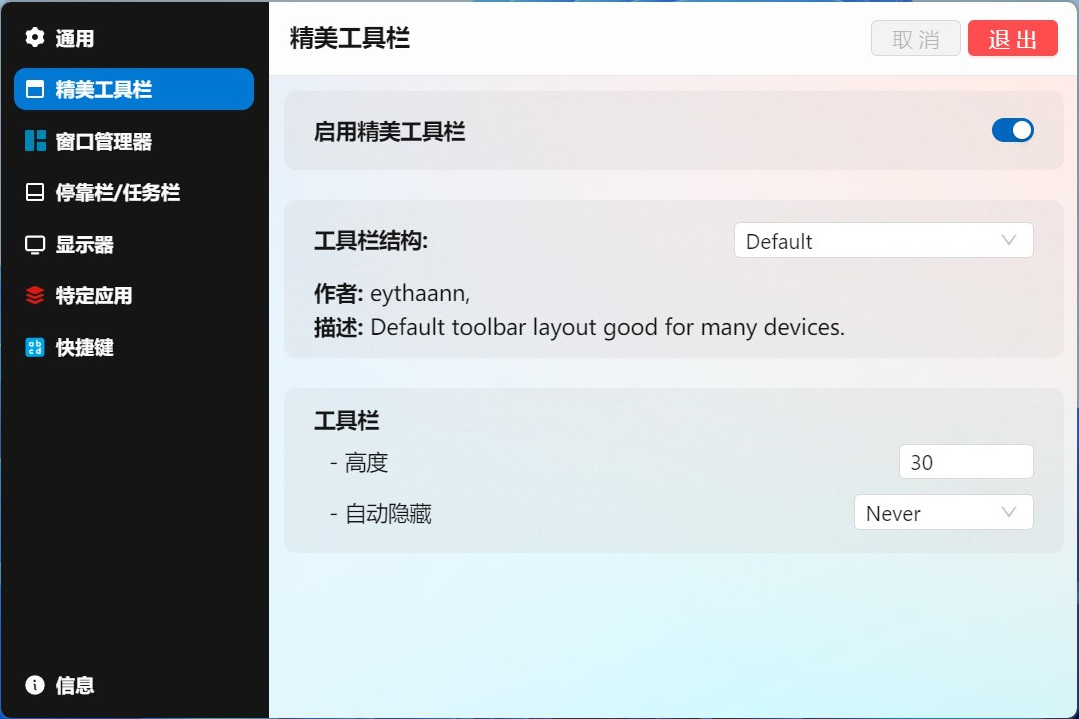 通用
精美工具栏
窗口管理器
停靠栏/任务栏
显示器
特定应用
快捷键
信息
精美工具栏
取消
退出
启用精美工具栏
工具栏结构:
Default
作者: eythaann,
描述: Default toolbar layout good for many devices.
工具栏
- 高度
30
- 自动隐藏
Never